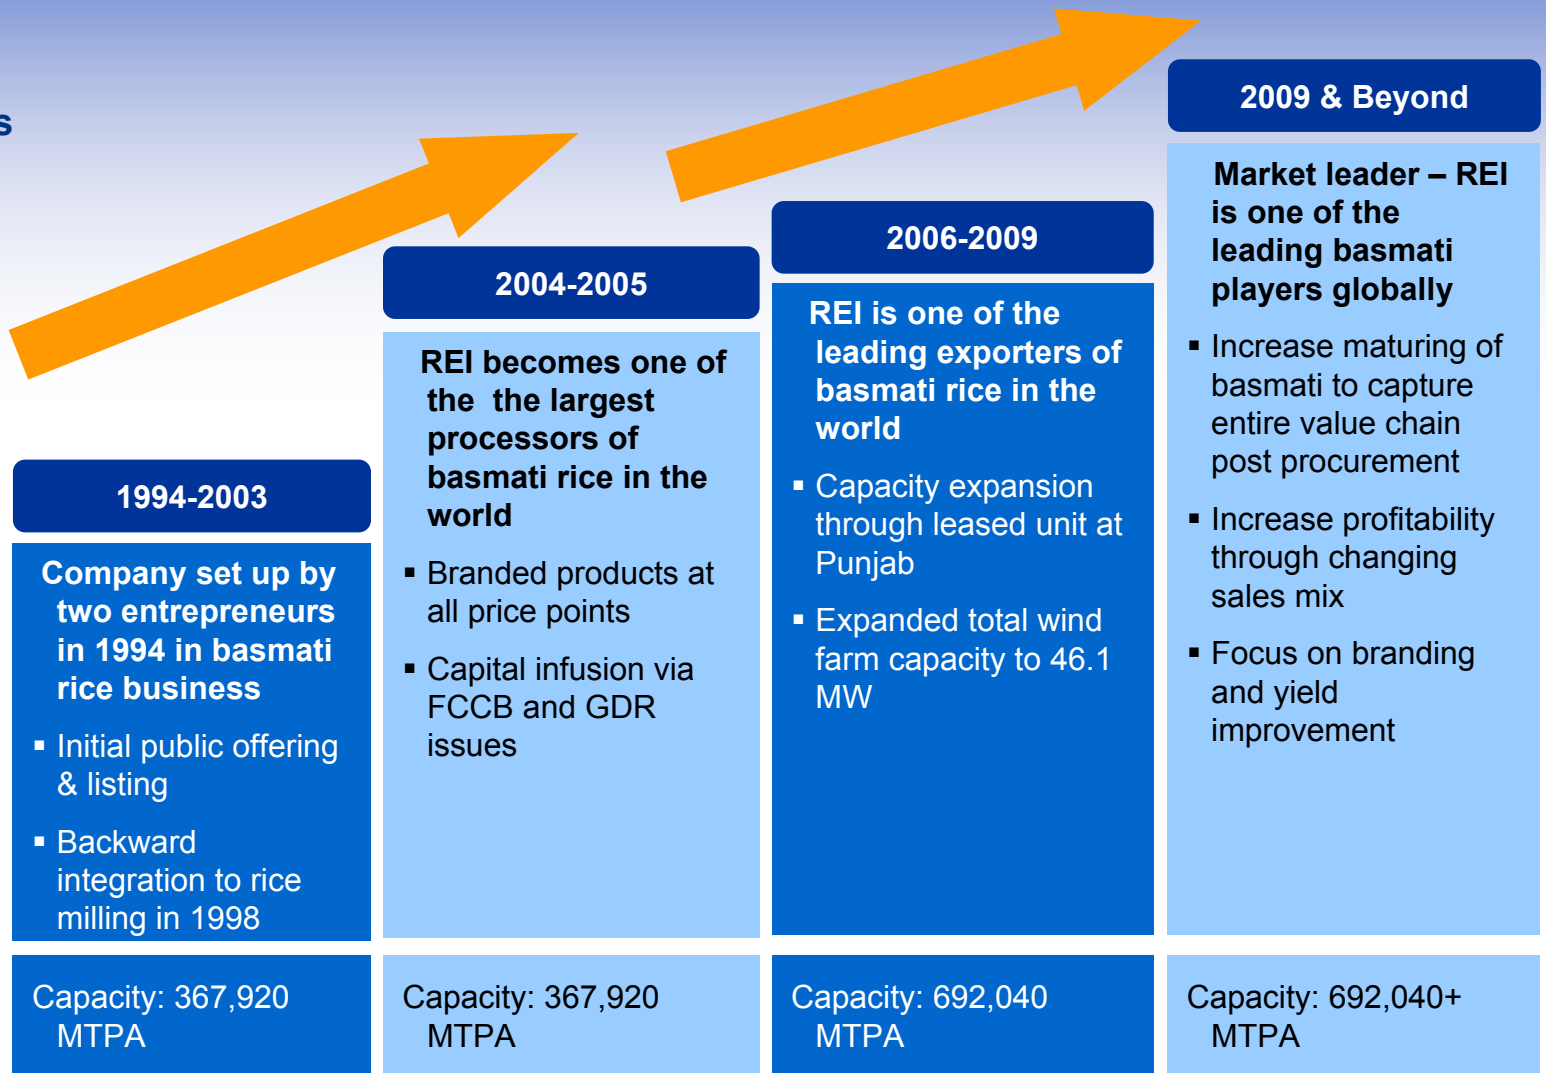 s
1994-2003
Company set up by
two entrepreneurs
in 1994 in basmati
rice business
▪ Initial public offering
& listing
▪ Backward
integration to rice
milling in 1998
Capacity: 367,920
MTPA
2004-2005
REI becomes one of
the the largest
processors of
basmati rice in the
world
▪ Branded products at
all price points
▪ Capital infusion via
FCCB and GDR
issues
Capacity: 367,920
MTPA
2006-2009
REI is one of the
leading exporters of
basmati rice in the
world
▪ Capacity expansion
through leased unit at
Punjab
▪ Expanded total wind
farm capacity to 46.1
MW
Capacity: 692,040
MTPA
2009 & Beyond
Market leader – REI
is one of the
leading basmati
players globally
▪ Increase maturing of
basmati to capture
entire value chain
post procurement
▪ Increase profitability
through changing
sales mix
▪ Focus on branding
and yield
improvement
Capacity: 692,040+
MTPA